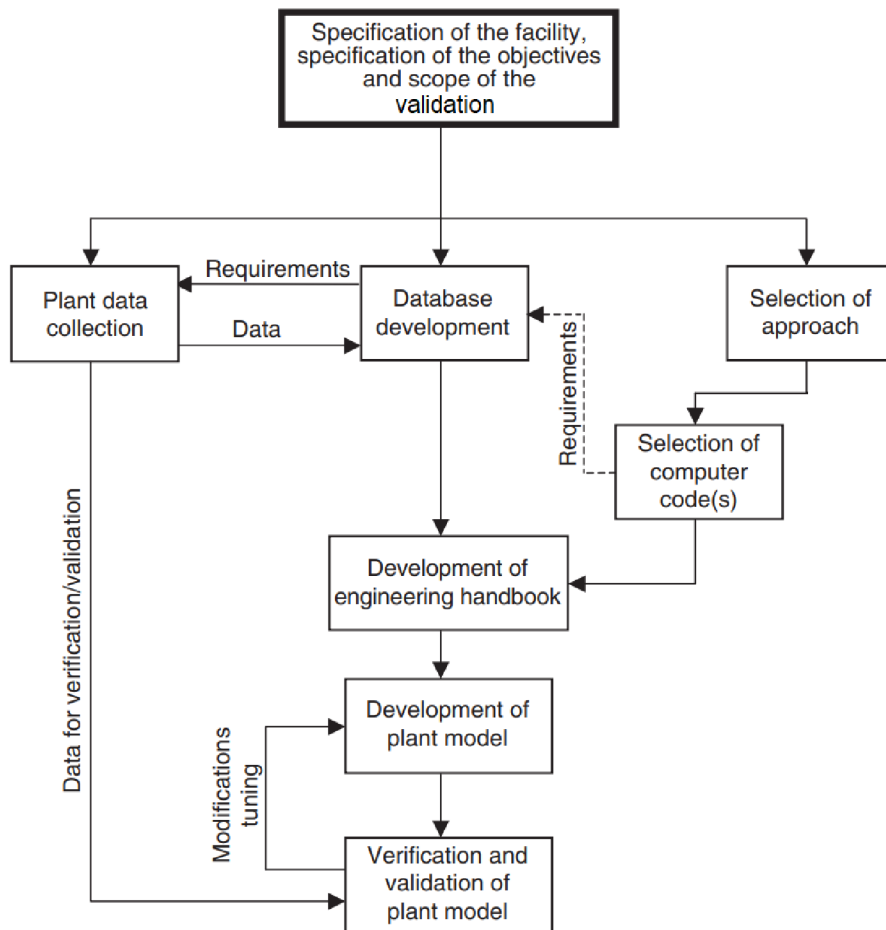 Specification of the facility,
specification of the objectives
and scope of the
validation
Plant data
collection
Requirements
Data
Database
development
Selection of
approach
Requirements
Selection of
computer
code(s)
Development of
engineering handbook
Data for verification/validation
Development of
plant model
Modifications
tuning
Verification and
validation of
plant model